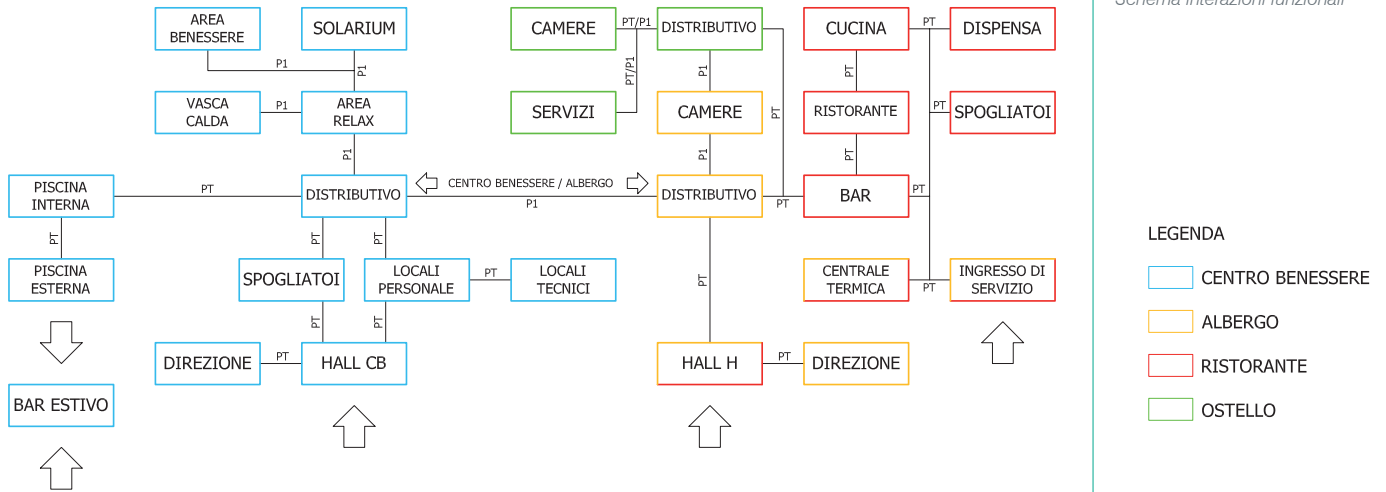 Schema interazioni funzionali
AREA
BENESSERE
SOLARIUM
CAMERE
PT/P1
DISTRIBUTIVO
CUCINA
PT
DISPENSA
P1
P1
PT/P1
P1
PT
PT
VASCA
CALDA
P1
AREA
RELAX
SERVIZI
CAMERE
PT
RISTORANTE
PT
SPOGLIATOI
P1
P1
PT
PISCINA
INTERNA
PT
DISTRIBUTIVO
CENTRO BENESSERE / ALBERGO
P1
DISTRIBUTIVO
PT
BAR
PT
PT
PT
PT
LEGENDA
PISCINA
ESTERNA
SPOGLIATOI
LOCALI
PERSONALE
PT
LOCALI
TECNICI
PT
CENTRALE
TERMICA
PT
INGRESSO DI
SERVIZIO
CENTRO BENESSERE
PT
PT
ALBERGO
DIREZIONE
PT
HALL CB
HALL H
PT
DIREZIONE
RISTORANTE
BAR ESTIVO
OSTELLO